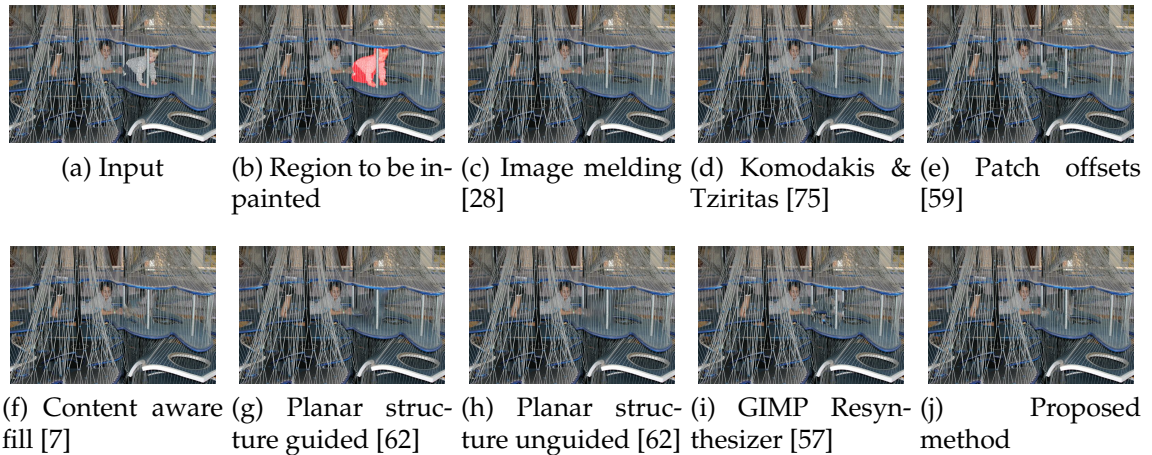 (a) Input
(b) Region to be in-
painted
(c) Image melding
[28]
(d) Komodakis &
Tziritas [75]
(e) Patch offsets
[59]
(f) Content aware
fill [7]
(g) Planar struc-
ture guided [62]
(h) Planar struc-
ture unguided [62]
(i) GIMP Resyn-
thesizer [57]
(j) Proposed
method